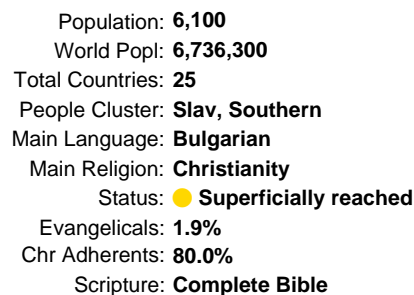 Population: 6,100
World Popl: 6,736,300
Total Countries: 25
People Cluster: Slav, Southern
Main Language: Bulgarian
Main Religion: Christianity
Status: Superficially reached
Evangelicals: 1.9%
Chr Adherents: 80.0%
Scripture: Complete Bible